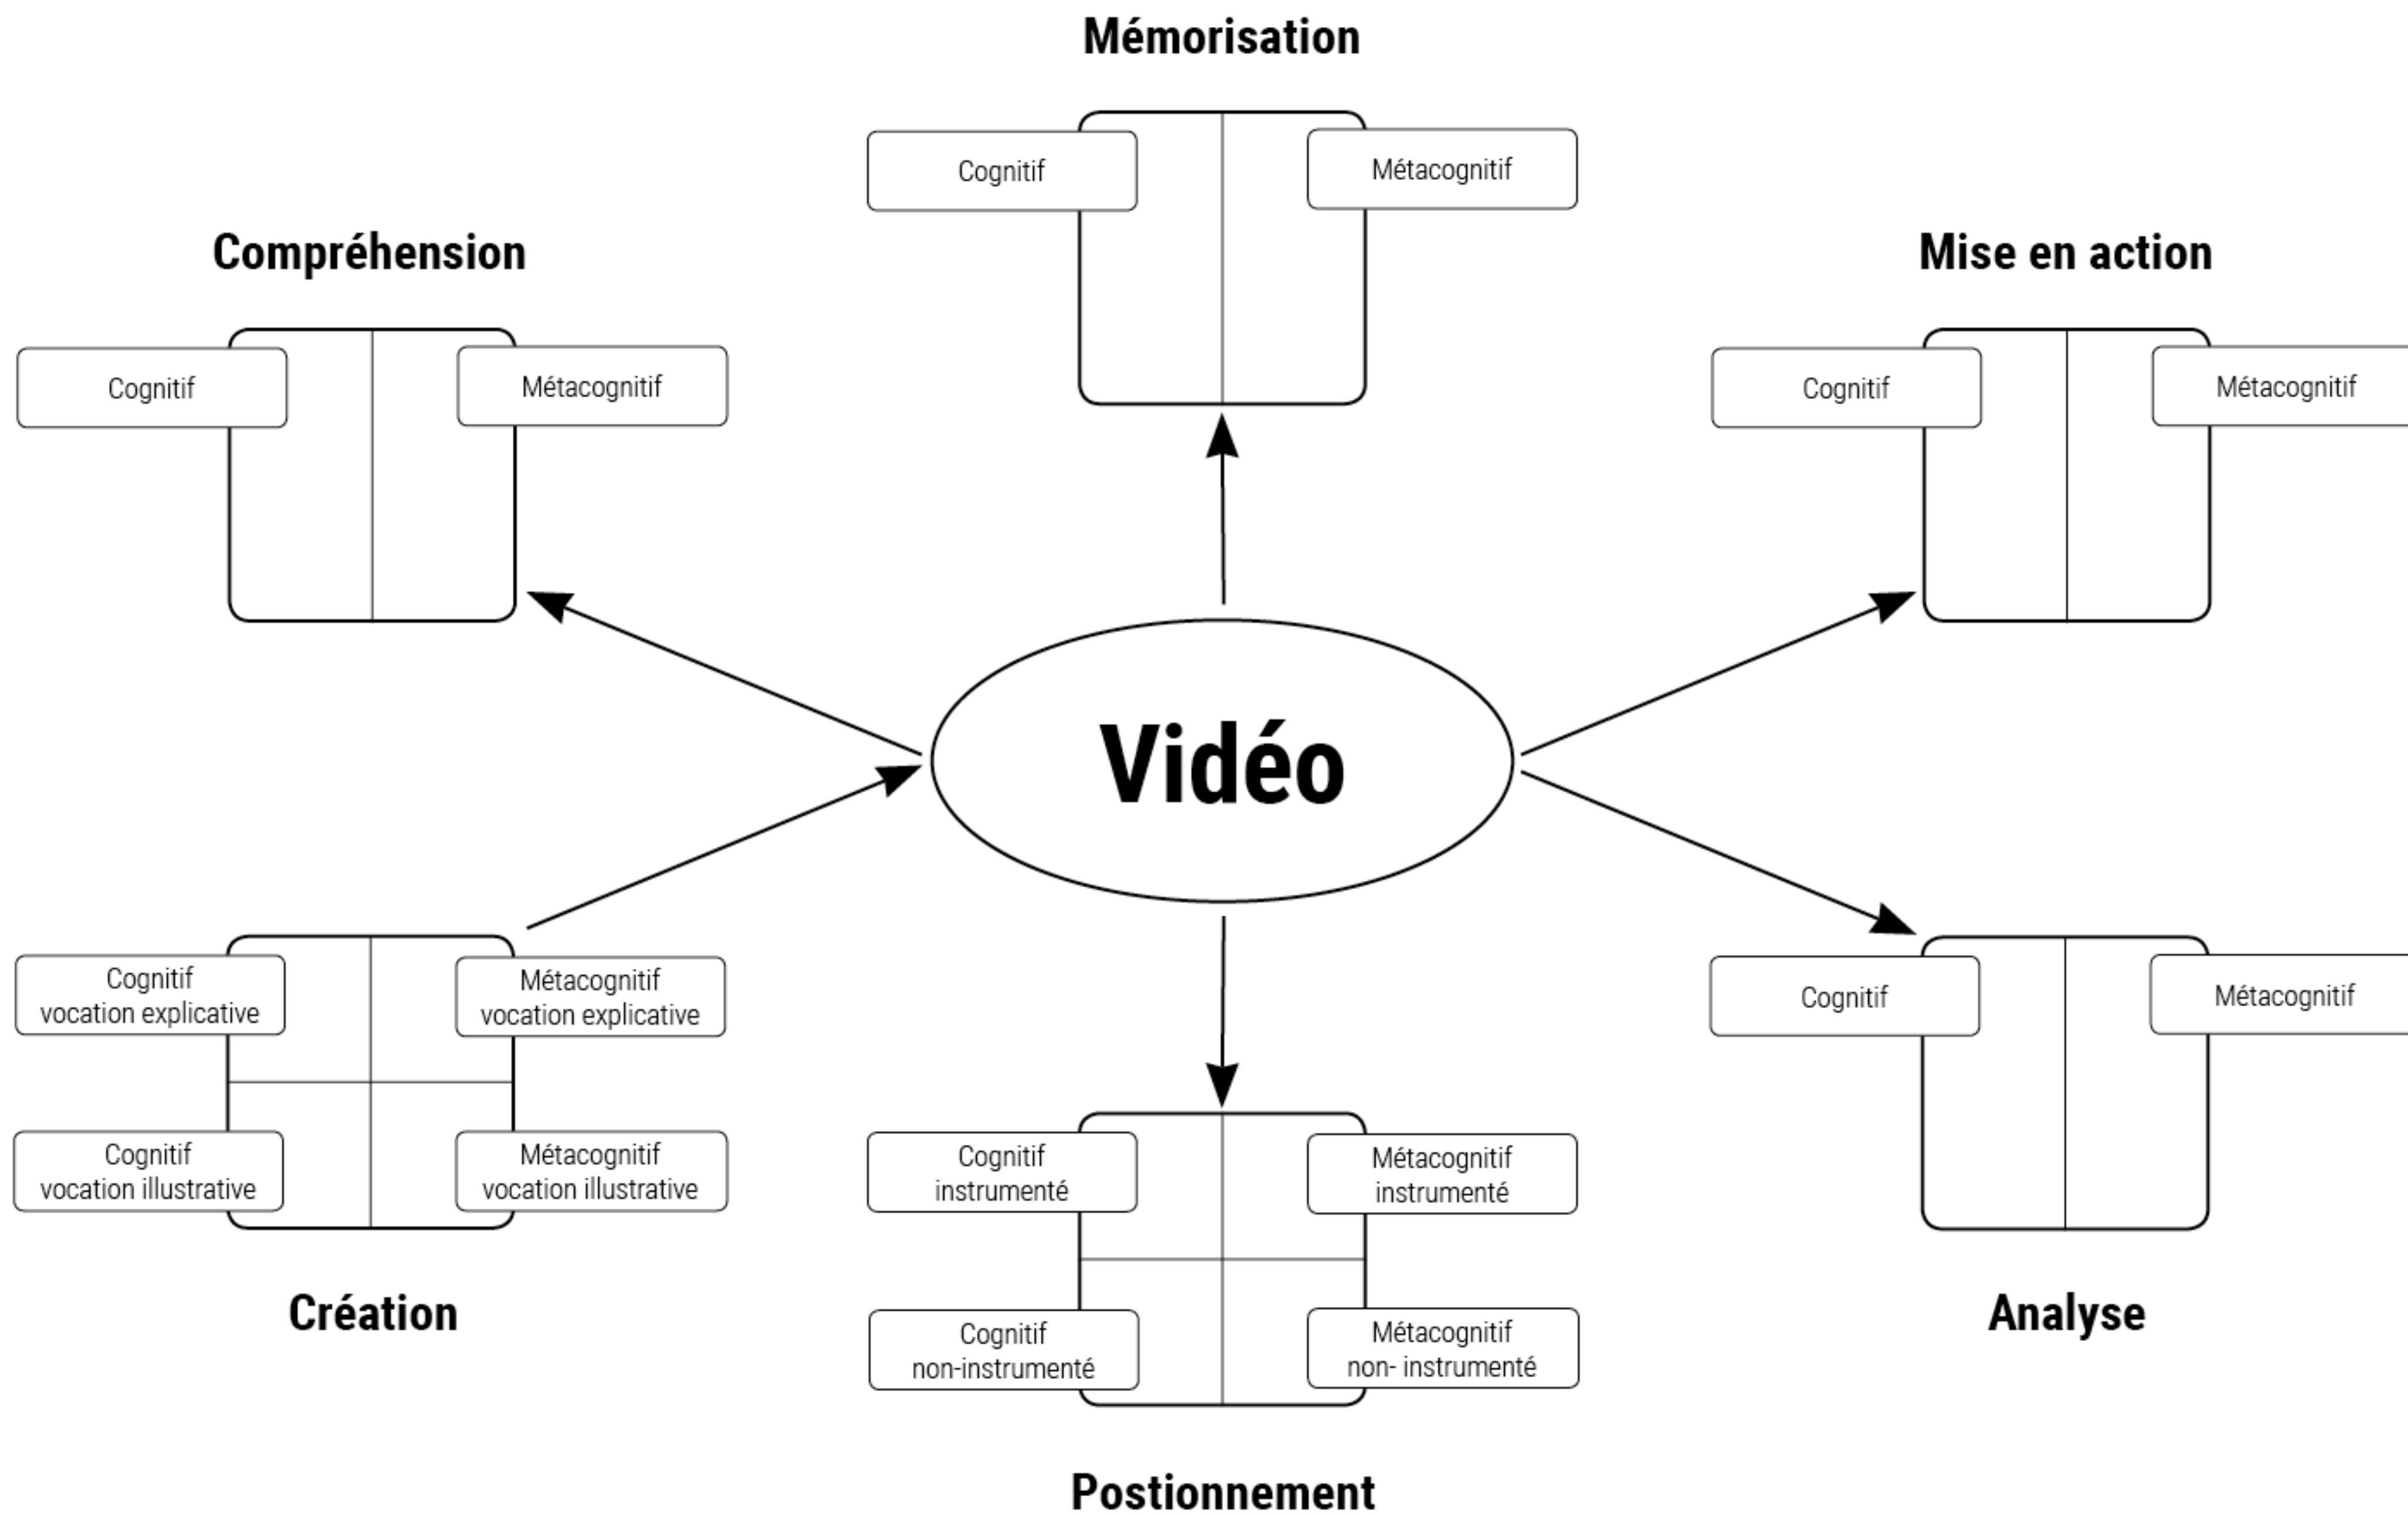 Mémorisation
Cognitif
Métacognitif
Compréhension
Cognitif
Métacognitif
Mise en action
Cognitif
Métacognitif
Vidéo
Cognitif
vocation explicative
Métacognitif
vocation explicative
Cognitif
vocation illustrative
Métacognitif
vocation illustrative
Création
Cognitif
instrumenté
Métacognitif
instrumenté
Cognitif
non-instrumenté
Métacognitif
non- instrumenté
Postionnement
Cognitif
Métacognitif
Analyse